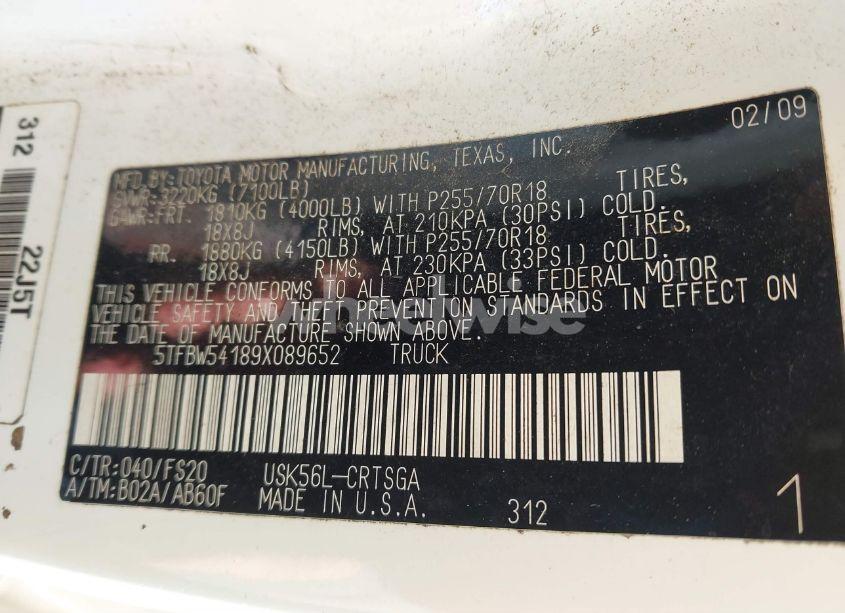 02/09
MFD.BY:TOYOTA MOTOR MANUFACTURING, TEXAS, INC.
GVWR:3220KG (7100LB)
GAWR:FRT. 1810KG (4000LB) WITH P255/70R18 TIRES,
18X8J RIMS, AT 210KPA (30PSI) COLD.
RR. 1880KG (4150LB) WITH P255/70R18 TIRES,
18X8J RIMS, AT 230KPA (33PSI) COLD.
THIS VEHICLE CONFORMS TO ALL APPLICABLE FEDERAL MOTOR
VEHICLE SAFETY AND THEFT PREVENTION STANDARDS IN EFFECT ON
THE DATE OF MANUFACTURE SHOWN ABOVE.
5TFBW54189X089652 TRUCK
C/TR:040/FS20 USK56L-CRTSGA
A/TM:B02A/AB60F MADE IN U.S.A. 312 1
312
22J5T